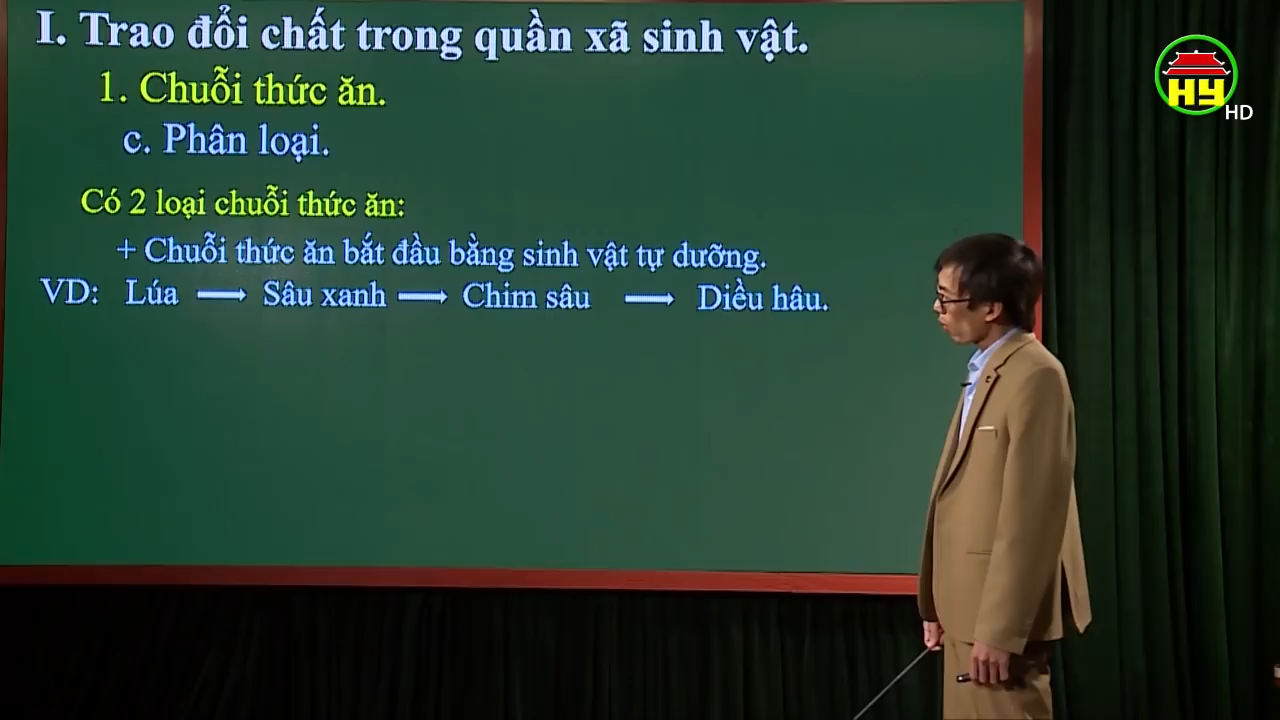 I. Trao đổi chất trong quần xã sinh vật.
1. Chuỗi thức ăn.
c. Phân loại.
Có 2 loại chuỗi thức ăn:
+ Chuỗi thức ăn bắt đầu bằng sinh vật tự dưỡng.
VD: Lúa → Sâu xanh → Chim sâu → Diều hâu.
HY
HD